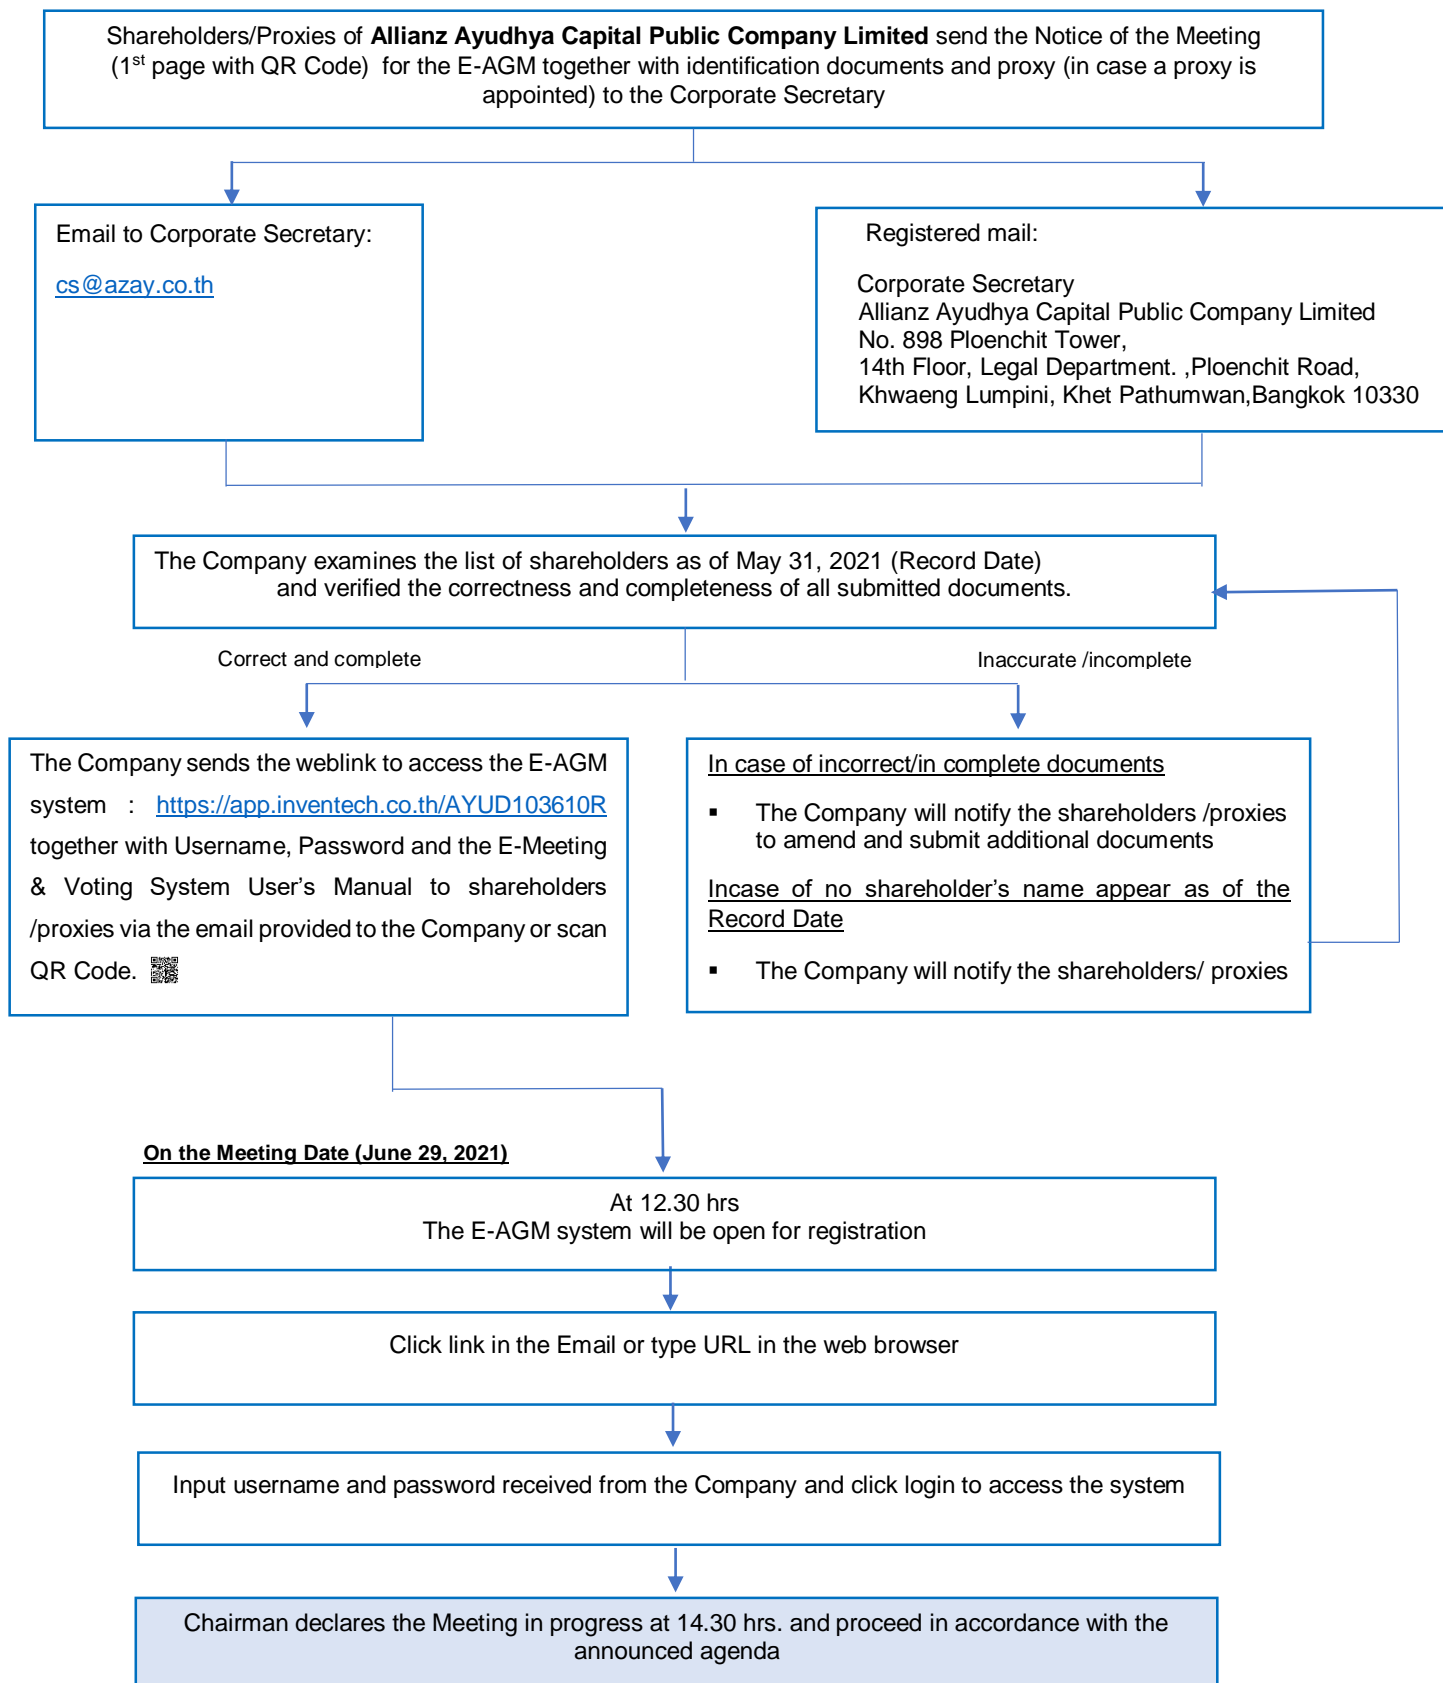 Shareholders/Proxies of Allianz Ayudhya Capital Public Company Limited send the Notice of the Meeting
(1st page with QR Code) for the E-AGM together with identification documents and proxy (in case a proxy is
appointed) to the Corporate Secretary
Email to Corporate Secretary:
cs@azay.co.th
Registered mail:
Corporate Secretary
Allianz Ayudhya Capital Public Company Limited
No. 898 Ploenchit Tower,
14th Floor, Legal Department. ,Ploenchit Road,
Khwaeng Lumpini, Khet Pathumwan,Bangkok 10330
The Company examines the list of shareholders as of May 31, 2021 (Record Date)
and verified the correctness and completeness of all submitted documents.
Correct and complete
Inaccurate /incomplete
The Company sends the weblink to access the E-AGM
system : https://app.inventech.co.th/AYUD103610R
together with Username, Password and the E-Meeting
& Voting System User's Manual to shareholders
/proxies via the email provided to the Company or scan
QR Code.
In case of incorrect/in complete documents
▪ The Company will notify the shareholders /proxies
to amend and submit additional documents
Incase of no shareholder's name appear as of the
Record Date
▪ The Company will notify the shareholders/ proxies
On the Meeting Date (June 29, 2021)
At 12.30 hrs
The E-AGM system will be open for registration
Click link in the Email or type URL in the web browser
Input username and password received from the Company and click login to access the system
Chairman declares the Meeting in progress at 14.30 hrs. and proceed in accordance with the
announced agenda